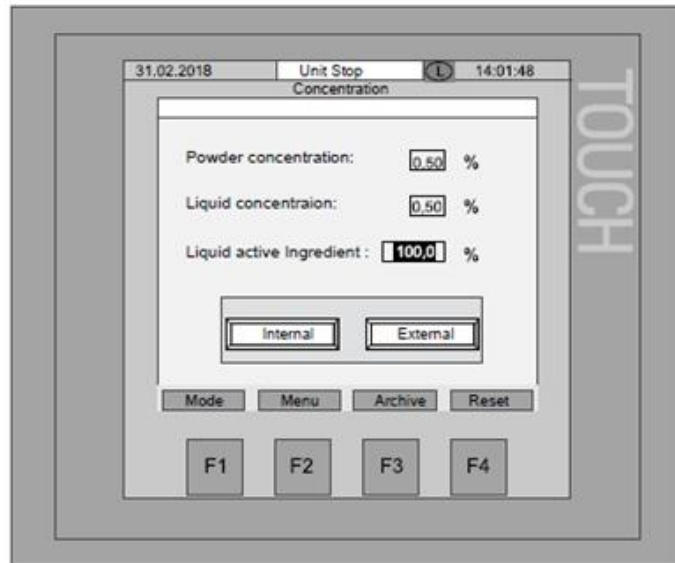 31.02.2018 Unit Stop L 14:01:48
Concentration
Powder concentration: 0,50 %
Liquid concentraion: 0,50 %
Liquid active Ingredient : 100,0 %
Internal External
Mode Menu Archive Reset
F1 F2 F3 F4
TOUCH